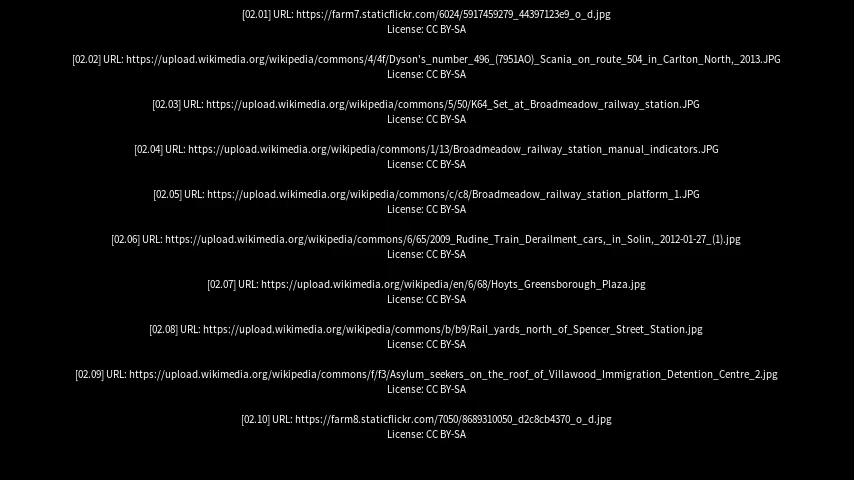 [02.01] URL: https://farm7.staticflickr.com/6024/5917459279_44397123e9_o_d.jpg
License: CC BY-SA
[02.02] URL: https://upload.wikimedia.org/wikipedia/commons/4/4f/Dyson's_number_496_(7951AO)_Scania_on_route_504_in_Carlton_North,_2013.JPG
License: CC BY-SA
[02.03] URL: https://upload.wikimedia.org/wikipedia/commons/5/50/K64_Set_at_Broadmeadow_railway_station.JPG
License: CC BY-SA
[02.04] URL: https://upload.wikimedia.org/wikipedia/commons/1/13/Broadmeadow_railway_station_manual_indicators.JPG
License: CC BY-SA
[02.05] URL: https://upload.wikimedia.org/wikipedia/commons/c/c8/Broadmeadow_railway_station_platform_1.JPG
License: CC BY-SA
[02.06] URL: https://upload.wikimedia.org/wikipedia/commons/6/65/2009_Rudine_Train_Derailment_cars,_in_Solin,_2012-01-27_(1).jpg
License: CC BY-SA
[02.07] URL: https://upload.wikimedia.org/wikipedia/en/6/68/Hoyts_Greensborough_Plaza.jpg
License: CC BY-SA
[02.08] URL: https://upload.wikimedia.org/wikipedia/commons/b/b9/Rail_yards_north_of_Spencer_Street_Station.jpg
License: CC BY-SA
[02.09] URL: https://upload.wikimedia.org/wikipedia/commons/f/f3/Asylum_seekers_on_the_roof_of_Villawood_Immigration_Detention_Centre_2.jpg
License: CC BY-SA
[02.10] URL: https://farm8.staticflickr.com/7050/8689310050_d2c8cb4370_o_d.jpg
License: CC BY-SA